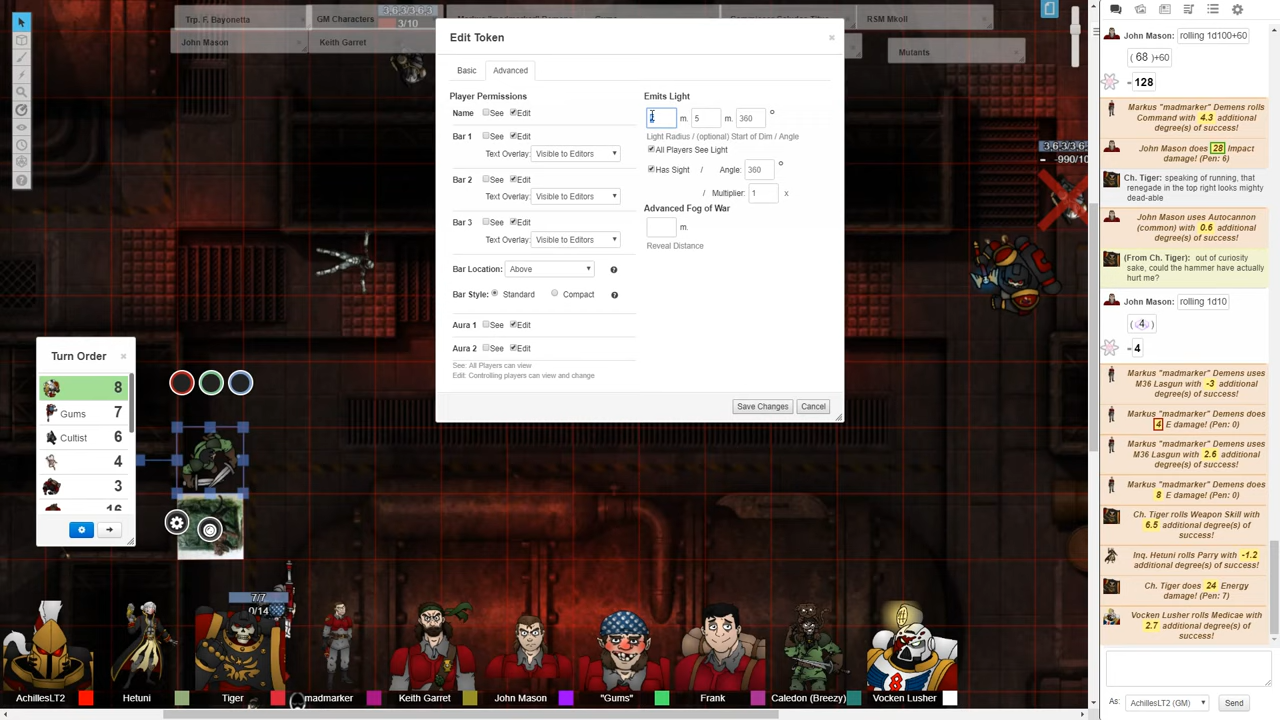 Trp. F. Bayonetta
GM Characters
3,6,3/3,6,3
3/10
RSM Mkoll
John Mason
Keith Garret
Mutants
Edit Token
×
Basic
Advanced
Player Permissions
Name See Edit
Bar 1 See Edit
Text Overlay: Visible to Editors
Bar 2 See Edit
Text Overlay: Visible to Editors
Bar 3 See Edit
Text Overlay: Visible to Editors
Bar Location: Above
Bar Style: Standard Compact
Aura 1 See Edit
Aura 2 See Edit
See: All Players can view
Edit: Controlling players can view and change
Emits Light
2 m. 5 m. 360 °
Light Radius / (optional) Start of Dim / Angle
All Players See Light
Has Sight / Angle: 360 °
/ Multiplier: 1 x
Advanced Fog of War
m.
Reveal Distance
Save Changes
Cancel
-990/10
Turn Order
×
8
Gums 7
Cultist 6
4
3
16
7/7
0/14
AchillesLT2
Hetuni
Tiger
madmarker
Keith Garret
John Mason
"Gums"
Frank
Caledon (Breezy)
Vocken Lusher
John Mason: rolling 1d100+60
( 68 )+60
= 128
Markus "madmarker" Demens rolls
Command with 4.3 additional
degree(s) of success!
John Mason does 28 Impact
damage! (Pen: 6)
Ch. Tiger: speaking of running, that
renegade in the top right looks mighty
dead-able
John Mason uses Autocannon
(common) with 0.6 additional
degree(s) of success!
(From Ch. Tiger): out of curiosity
sake, could the hammer have actually
hurt me?
John Mason: rolling 1d10
( 4 )
= 4
Markus "madmarker" Demens uses
M36 Lasgun with -3 additional
degree(s) of success!
Markus "madmarker" Demens does
4 E damage! (Pen: 0)
Markus "madmarker" Demens uses
M36 Lasgun with 2.6 additional
degree(s) of success!
Markus "madmarker" Demens does
8 E damage! (Pen: 0)
Ch. Tiger rolls Weapon Skill with
6.5 additional degree(s) of
success!
Inq. Hetuni rolls Parry with -1.2
additional degree(s) of success!
Ch. Tiger does 24 Energy
damage! (Pen: 7)
Vocken Lusher rolls Medicae with
2.7 additional degree(s) of
success!
As: AchillesLT2 (GM)
Send